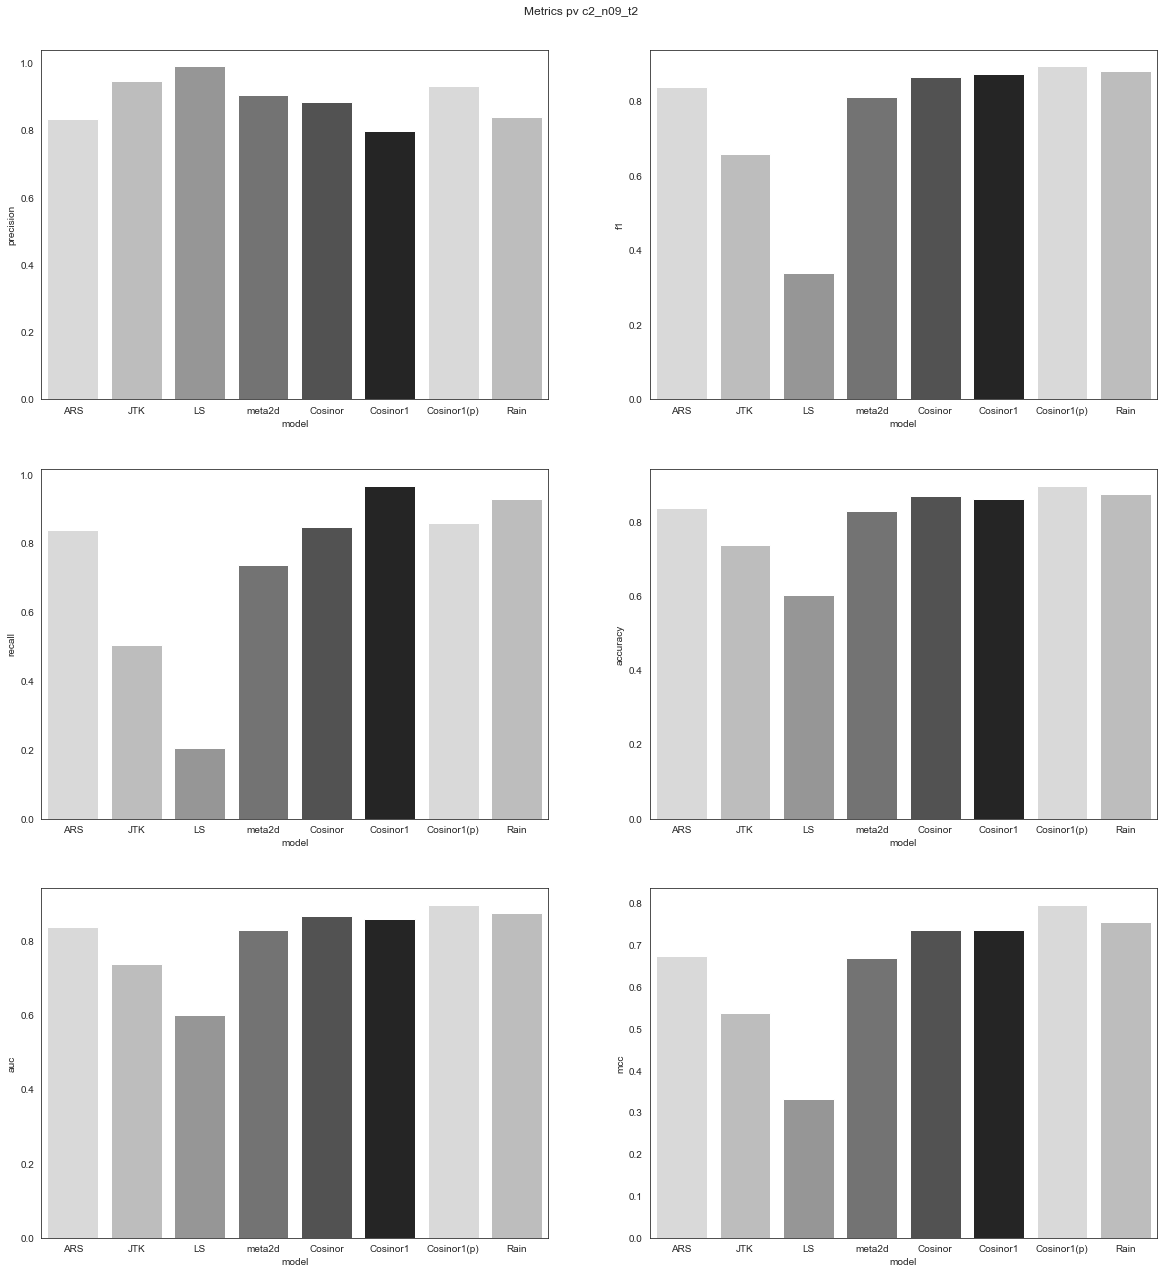 Metrics pv c2_n09_t2
1.0
0.8
0.6
0.4
0.2
0.0
precision
ARS JTK LS meta2d Cosinor Cosinor1 Cosinor1(p) Rain
model
0.8
0.6
0.4
0.2
0.0
f1
ARS JTK LS meta2d Cosinor Cosinor1 Cosinor1(p) Rain
model
1.0
0.8
0.6
0.4
0.2
0.0
recall
ARS JTK LS meta2d Cosinor Cosinor1 Cosinor1(p) Rain
model
0.8
0.6
0.4
0.2
0.0
accuracy
ARS JTK LS meta2d Cosinor Cosinor1 Cosinor1(p) Rain
model
0.8
0.6
0.4
0.2
0.0
auc
ARS JTK LS meta2d Cosinor Cosinor1 Cosinor1(p) Rain
model
0.8
0.7
0.6
0.5
0.4
0.3
0.2
0.1
0.0
mcc
ARS JTK LS meta2d Cosinor Cosinor1 Cosinor1(p) Rain
model